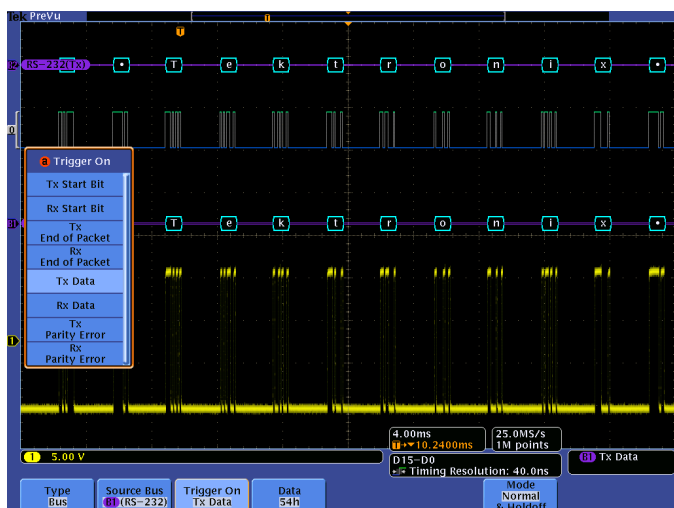 Tek PreVu
T
T
B2 RS-232(Tx) • T e k t r o n i x •
D
a Trigger On
Tx Start Bit
Rx Start Bit
B1 T e k t r o n i x •
Tx
End of Packet
Rx
End of Packet
Tx Data
Rx Data
Tx
Parity Error
Rx
Parity Error
1
4.00ms
T→▼10.2400ms
25.0MS/s
1M points
1 5.00 V
D15-D0
Timing Resolution: 40.0ns
B1 Tx Data
Type
Bus
Source Bus
B1 (RS-232)
Trigger On
Tx Data
Data
54h
Mode
Normal
& Holdoff